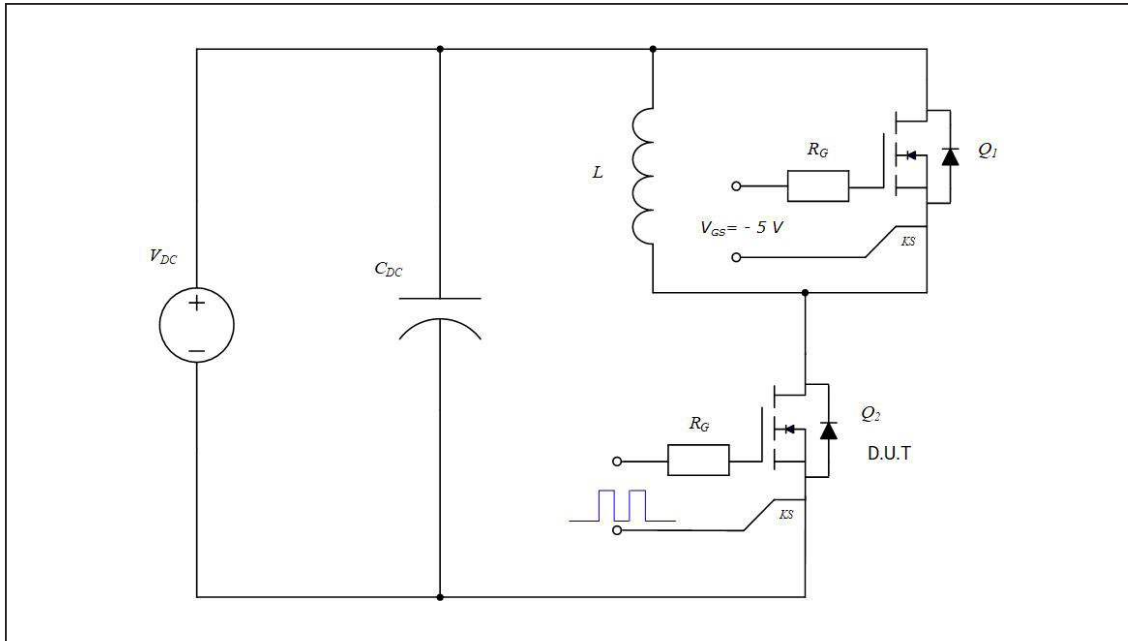 R_G
Q_1
L
V_GS= - 5 V
KS
V_DC
C_DC
+
−
R_G
Q_2
D.U.T
KS